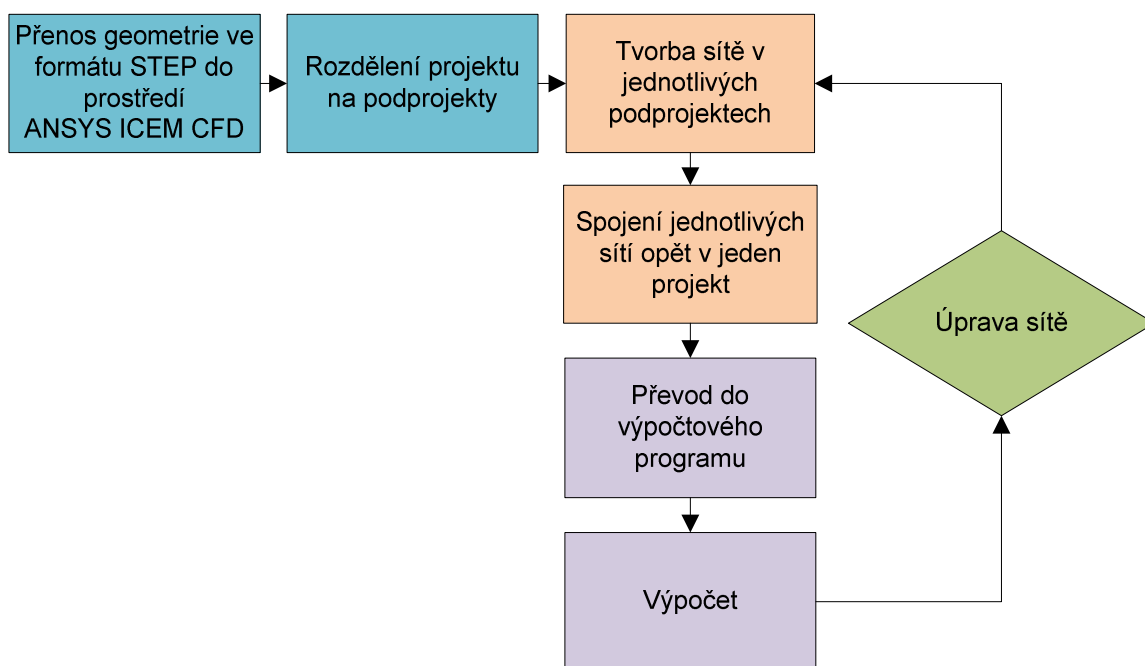 Přenos geometrie ve
formátu STEP do
prostředí
ANSYS ICEM CFD
Rozdělení projektu
na podprojekty
Tvorba sítě v
jednotlivých
podprojektech
Spojení jednotlivých
sítí opět v jeden
projekt
Úprava sítě
Převod do
výpočtového
programu
Výpočet